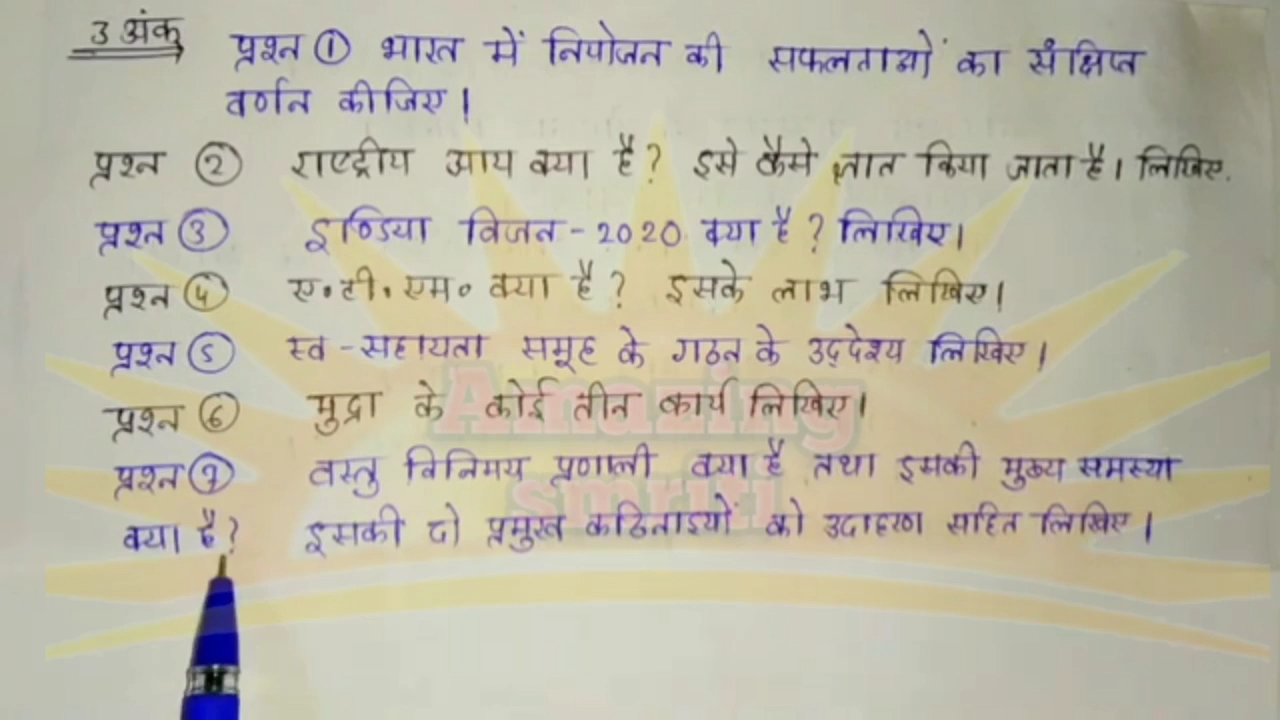 3 अंक
प्रश्न ① भारत में नियोजन की सफलताओं का संक्षिप्त
वर्णन कीजिए।
प्रश्न ② राष्ट्रीय आय क्या है? इसे कैसे ज्ञात किया जाता है। लिखिए.
प्रश्न ③ इण्डिया विजन-2020 क्या है? लिखिए।
प्रश्न ④ ए.टी.एम. क्या है? इसके लाभ लिखिए।
प्रश्न ⑤ स्व-सहायता समूह के गठन के उद्देश्य लिखिए।
प्रश्न ⑥ मुद्रा के कोई तीन कार्य लिखिए।
प्रश्न ⑦ वस्तु विनिमय प्रणाली क्या है तथा इसकी मुख्य समस्या
क्या है? इसकी दो प्रमुख कठिनाइयों को उदाहरण सहित लिखिए।
Amazing
smriti